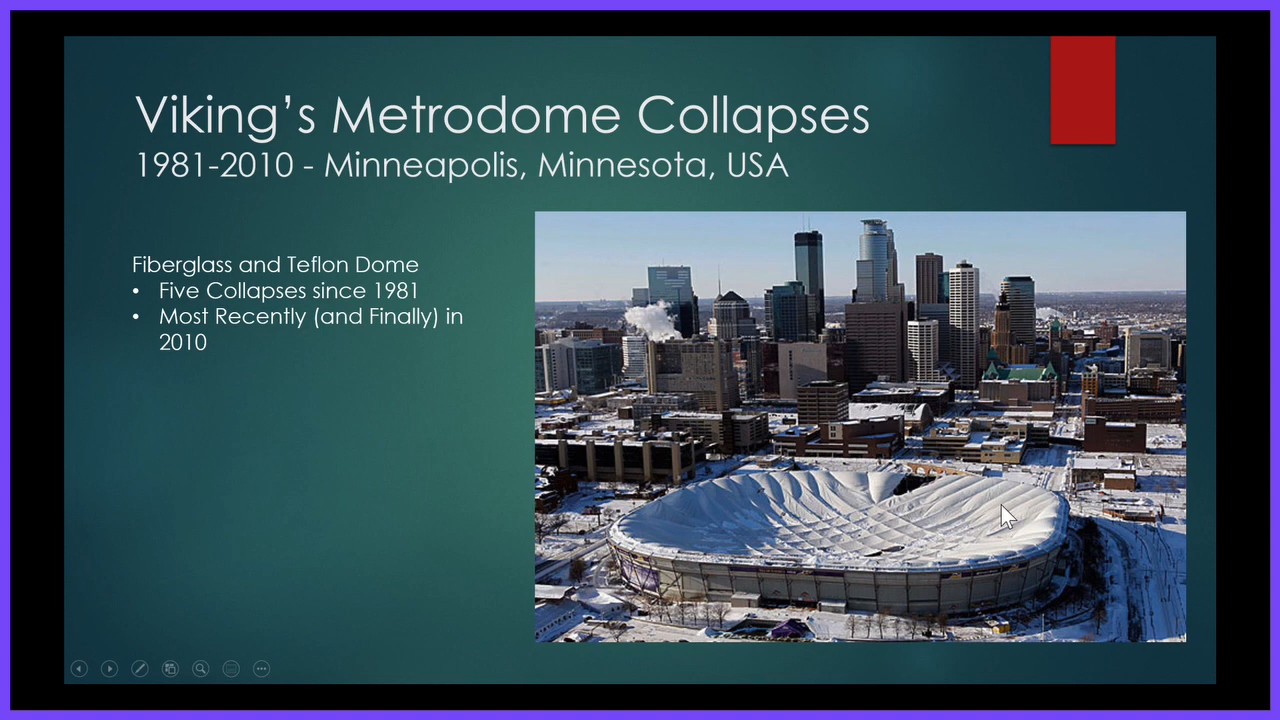 Viking’s Metrodome Collapses
1981-2010 - Minneapolis, Minnesota, USA
Fiberglass and Teflon Dome
• Five Collapses since 1981
• Most Recently (and Finally) in
2010